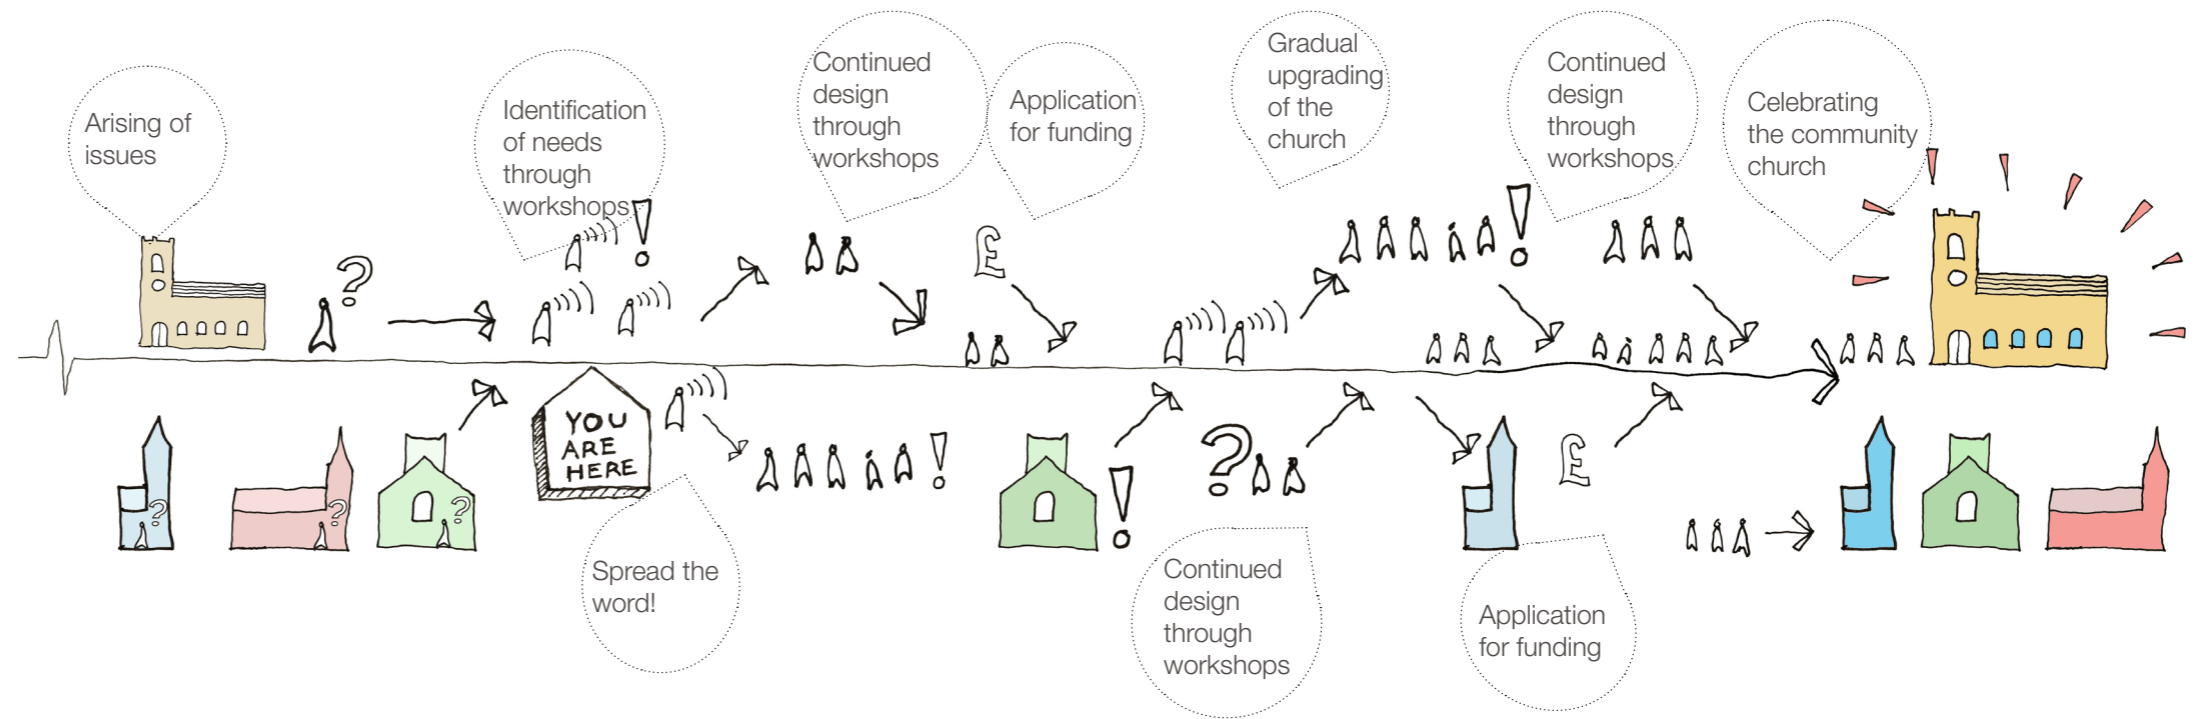 Arising of
issues
Identification
of needs
through
workshops
!
Continued
design
through
workshops
Application
for funding
Gradual
upgrading
of the
church
Continued
design
through
workshops
Celebrating
the community
church
?
£
!
YOU
ARE
HERE
?
?
?
!
!
?
£
Spread the
word!
Continued
design
through
workshops
Application
for funding